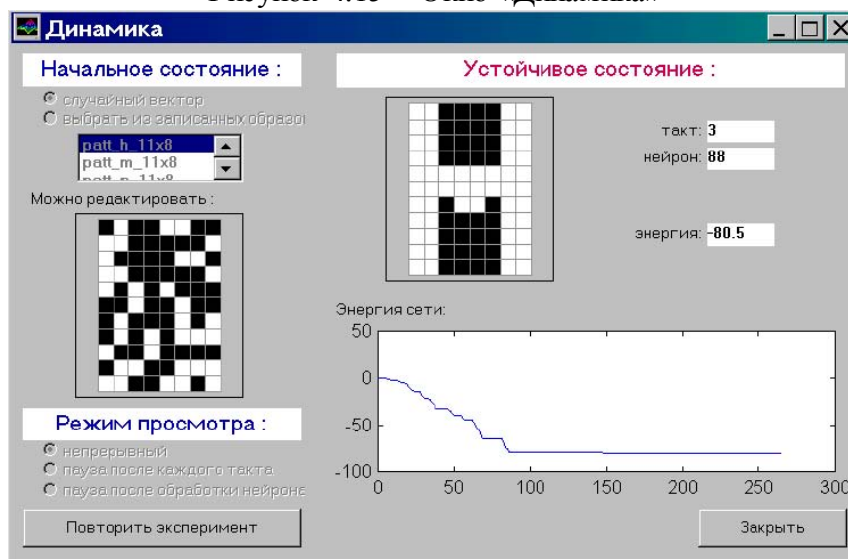 Динамика
Начальное состояние :
случайный вектор
выбрать из записанных образов
patt_h_11x8
patt_m_11x8
Можно редактировать :
Режим просмотра :
непрерывный
пауза после каждого такта
пауза после обработки нейрона
Повторить эксперимент
Устойчивое состояние :
такт: 3
нейрон: 88
энергия: -80.5
Энергия сети:
50
0
-50
-100
0 50 100 150 200 250 300
Закрыть